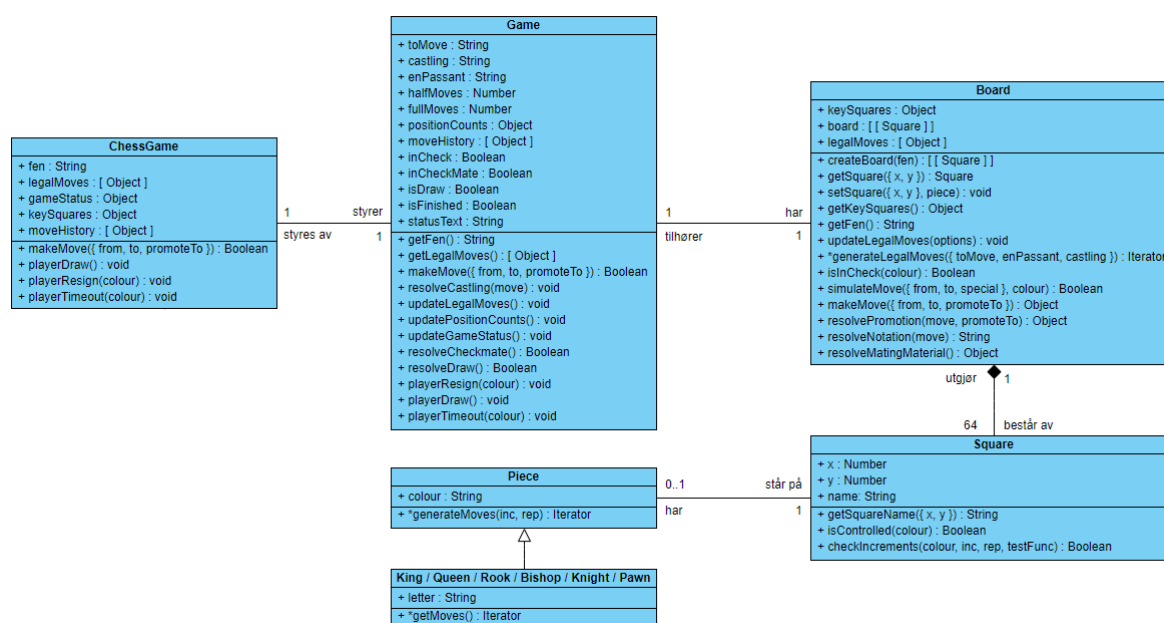 Game
+ toMove : String
+ castling : String
+ enPassant : String
+ halfMoves : Number
+ fullMoves : Number
+ positionCounts : Object
+ moveHistory : [ Object ]
+ inCheck : Boolean
+ inCheckMate : Boolean
+ isDraw : Boolean
+ isFinished : Boolean
+ statusText : String
+ getFen() : String
+ getLegalMoves() : [ Object ]
+ makeMove({ from, to, promoteTo }) : Boolean
+ resolveCastling(move) : void
+ updateLegalMoves() : void
+ updatePositionCounts() : void
+ updateGameStatus() : void
+ resolveCheckmate() : Boolean
+ resolveDraw() : Boolean
+ playerResign(colour) : void
+ playerDraw() : void
+ playerTimeout(colour) : void
ChessGame
+ fen : String
+ legalMoves : [ Object ]
+ gameStatus : Object
+ keySquares : Object
+ moveHistory : [ Object ]
+ makeMove({ from, to, promoteTo }) : Boolean
+ playerDraw() : void
+ playerResign(colour) : void
+ playerTimeout(colour) : void
1 styrer
styres av 1
1 har
tilhører 1
Board
+ keySquares : Object
+ board : [ [ Square ] ]
+ legalMoves : [ Object ]
+ createBoard(fen) : [ [ Square ] ]
+ getSquare({ x, y }) : Square
+ setSquare({ x, y }, piece) : void
+ getKeySquares() : Object
+ getFen() : String
+ updateLegalMoves(options) : void
+ *generateLegalMoves({ toMove, enPassant, castling }) : Iterator
+ isInCheck(colour) : Boolean
+ simulateMove({ from, to, special }, colour) : Boolean
+ makeMove({ from, to, promoteTo }) : Object
+ resolvePromotion(move, promoteTo) : Object
+ resolveNotation(move) : String
+ resolveMatingMaterial() : Object
utgjør 1
64 består av
Square
+ x : Number
+ y : Number
+ name: String
+ getSquareName({ x, y }) : String
+ isControlled(colour) : Boolean
+ checkIncrements(colour, inc, rep, testFunc) : Boolean
0..1 står på
har 1
Piece
+ colour : String
+ *generateMoves(inc, rep) : Iterator
King / Queen / Rook / Bishop / Knight / Pawn
+ letter : String
+ *getMoves() : Iterator